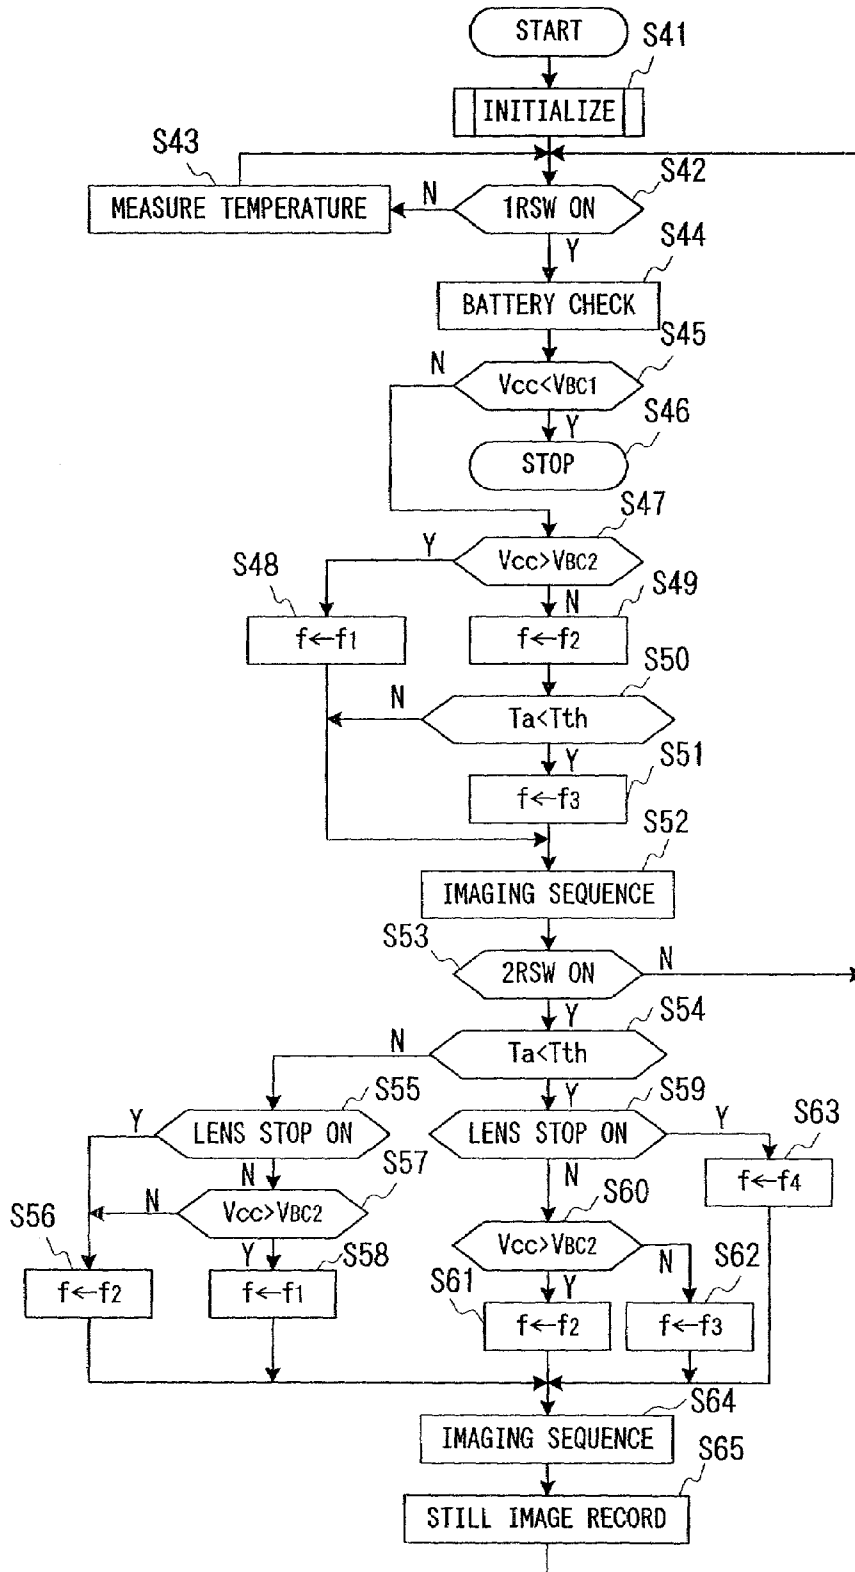 START
S41
INITIALIZE
S43
S42
MEASURE TEMPERATURE
N
1RSW ON
Y
S44
BATTERY CHECK
S45
N
Vcc<VBC1
Y
S46
STOP
S47
Y
Vcc>VBC2
S48
N
S49
f←f1
f←f2
S50
N
Ta<Tth
Y
S51
f←f3
S52
IMAGING SEQUENCE
S53
2RSW ON
N
Y
S54
N
Ta<Tth
S55
Y
S59
Y
LENS STOP ON
LENS STOP ON
Y
S63
N
S57
N
f←f4
S56
N
Vcc>VBC2
S60
Y
S58
Vcc>VBC2
N
S62
f←f2
f←f1
S61
Y
f←f2
f←f3
S64
IMAGING SEQUENCE
S65
STILL IMAGE RECORD